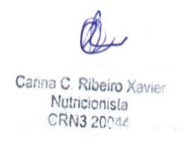 Carina C. Ribeiro Xavier
Nutricionista
CRN3 20044